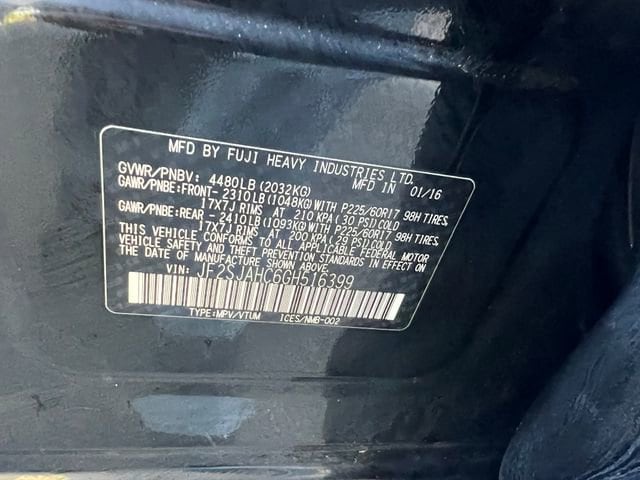 MFD BY FUJI HEAVY INDUSTRIES LTD.
GVWR/PNBV: 4480LB(2032KG) MFD IN 01/16
GAWR/PNBE:FRONT-2310LB(1048KG)WITH P225/60R17 98H TIRES,
17x7J RIMS AT 210 KPA(30 PSI)COLD
GAWR/PNBE:REAR - 2410LB(1093KG)WITH P225/60R17 98H TIRES,
17x7J RIMS AT 200 KPA(29 PSI)COLD
THIS VEHICLE CONFORMS TO ALL APPLICABLE FEDERAL MOTOR
VEHICLE SAFETY AND THEFT PREVENTION STANDARDS IN EFFECT ON
THE DATE OF MANUFACTURE SHOWN ABOVE.
VIN: JF2SJAHC6GH516399
TYPE:MPV/VTUM ICES/NMB-002